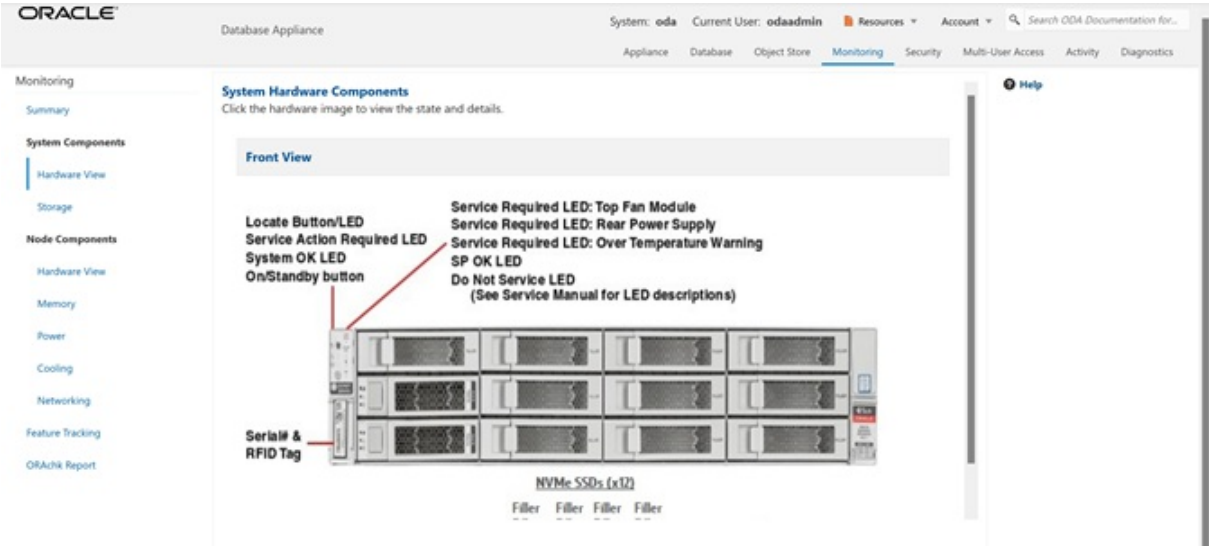 ORACLE
Database Appliance
System: oda Current User: odaadmin Resources Account Search ODA Documentation for...
Appliance Database Object Store Monitoring Security Multi-User Access Activity Diagnostics
Monitoring
Summary
System Components
Hardware View
Storage
Node Components
Hardware View
Memory
Power
Cooling
Networking
Feature Tracking
ORAchk Report
System Hardware Components
Click the hardware image to view the state and details.
Front View
Locate Button/LED
Service Action Required LED
System OK LED
On/Standby button
Service Required LED: Top Fan Module
Service Required LED: Rear Power Supply
Service Required LED: Over Temperature Warning
SP OK LED
Do Not Service LED
(See Service Manual for LED descriptions)
Serial# &
RFID Tag
NVMe SSDs (x12)
Filler Filler Filler Filler
Help